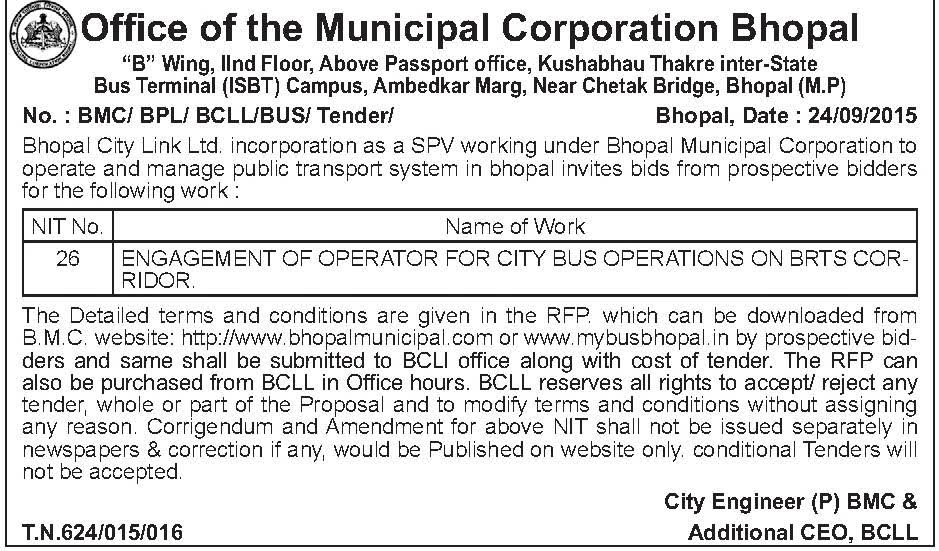 Office of the Municipal Corporation Bhopal
“B” Wing, IInd Floor, Above Passport office, Kushabhau Thakre inter-State
Bus Terminal (ISBT) Campus, Ambedkar Marg, Near Chetak Bridge, Bhopal (M.P)
No. : BMC/ BPL/ BCLL/BUS/ Tender/ Bhopal, Date : 24/09/2015
Bhopal City Link Ltd. incorporation as a SPV working under Bhopal Municipal Corporation to
operate and manage public transport system in bhopal invites bids from prospective bidders
for the following work :
NIT No. Name of Work
26 ENGAGEMENT OF OPERATOR FOR CITY BUS OPERATIONS ON BRTS COR-
RIDOR.
The Detailed terms and conditions are given in the RFP. which can be downloaded from
B.M.C. website: http://www.bhopalmunicipal.com or www.mybusbhopal.in by prospective bid-
ders and same shall be submitted to BCLl office along with cost of tender. The RFP can
also be purchased from BCLL in Office hours. BCLL reserves all rights to accept/ reject any
tender, whole or part of the Proposal and to modify terms and conditions without assigning
any reason. Corrigendum and Amendment for above NIT shall not be issued separately in
newspapers & correction if any, would be Published on website only. conditional Tenders will
not be accepted.
City Engineer (P) BMC &
T.N.624/015/016 Additional CEO, BCLL